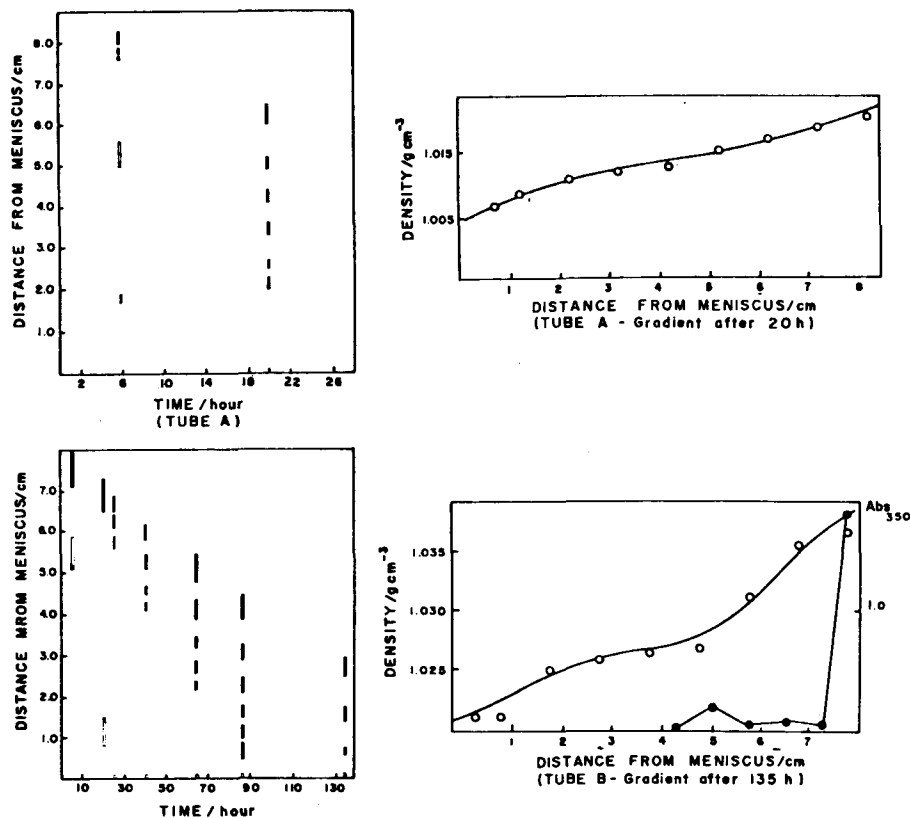 DISTANCE FROM MENISCUS/cm
8.0
7.0
6.0
5.0
4.0
3.0
2.0
1.0
2 6 10 14 18 22 26
TIME /hour
(TUBE A)
DENSITY/gcm⁻³
1.015
1.005
1 2 3 4 5 6 7 8
DISTANCE FROM MENISCUS/cm
(TUBE A - Gradient after 20h)
DISTANCE MROM MENISCUS/cm
7.0
6.0
5.0
4.0
3.0
2.0
1.0
10 30 50 70 90 110 130
TIME /hour
DENSITY/gcm⁻³
1.035
1.030
1.025
Abs350
1.0
1 2 3 4 5 6 7
DISTANCE FROM MENISCUS/cm
(TUBE B- Gradient after 135 h)